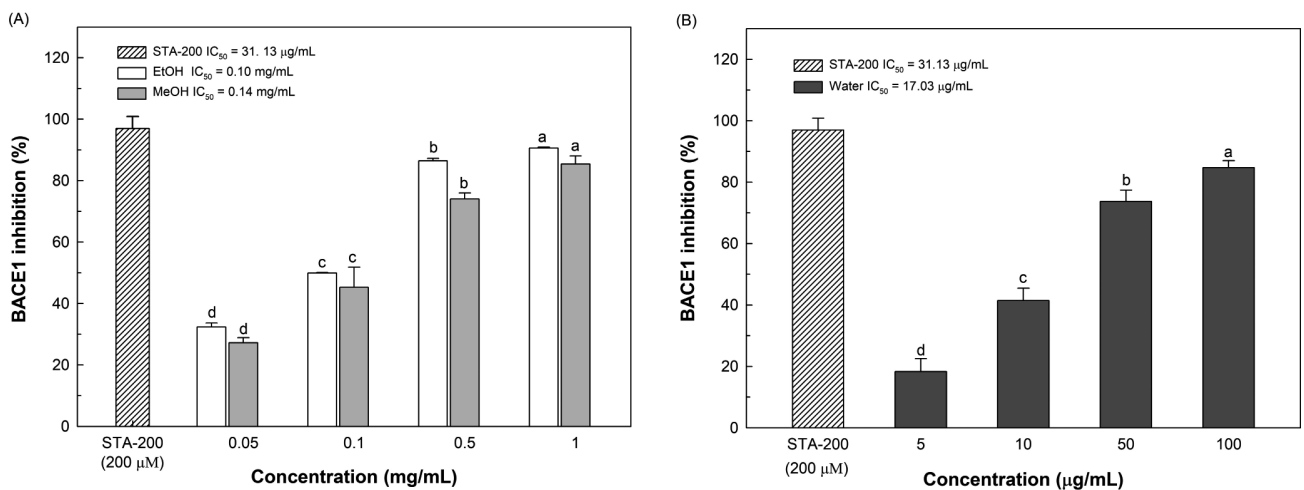 (A)
STA-200 IC50 = 31. 13 μg/mL
EtOH IC50 = 0.10 mg/mL
MeOH IC50 = 0.14 mg/mL
BACE1 inhibition (%)
120
100
80
60
40
20
0
d
d
c
c
b
b
a
a
STA-200
(200 μM)
0.05
0.1
0.5
1
Concentration (mg/mL)
(B)
STA-200 IC50 = 31.13 μg/mL
Water IC50 = 17.03 μg/mL
BACE1 inhibition (%)
120
100
80
60
40
20
0
d
c
b
a
STA-200
(200 μM)
5
10
50
100
Concentration (μg/mL)